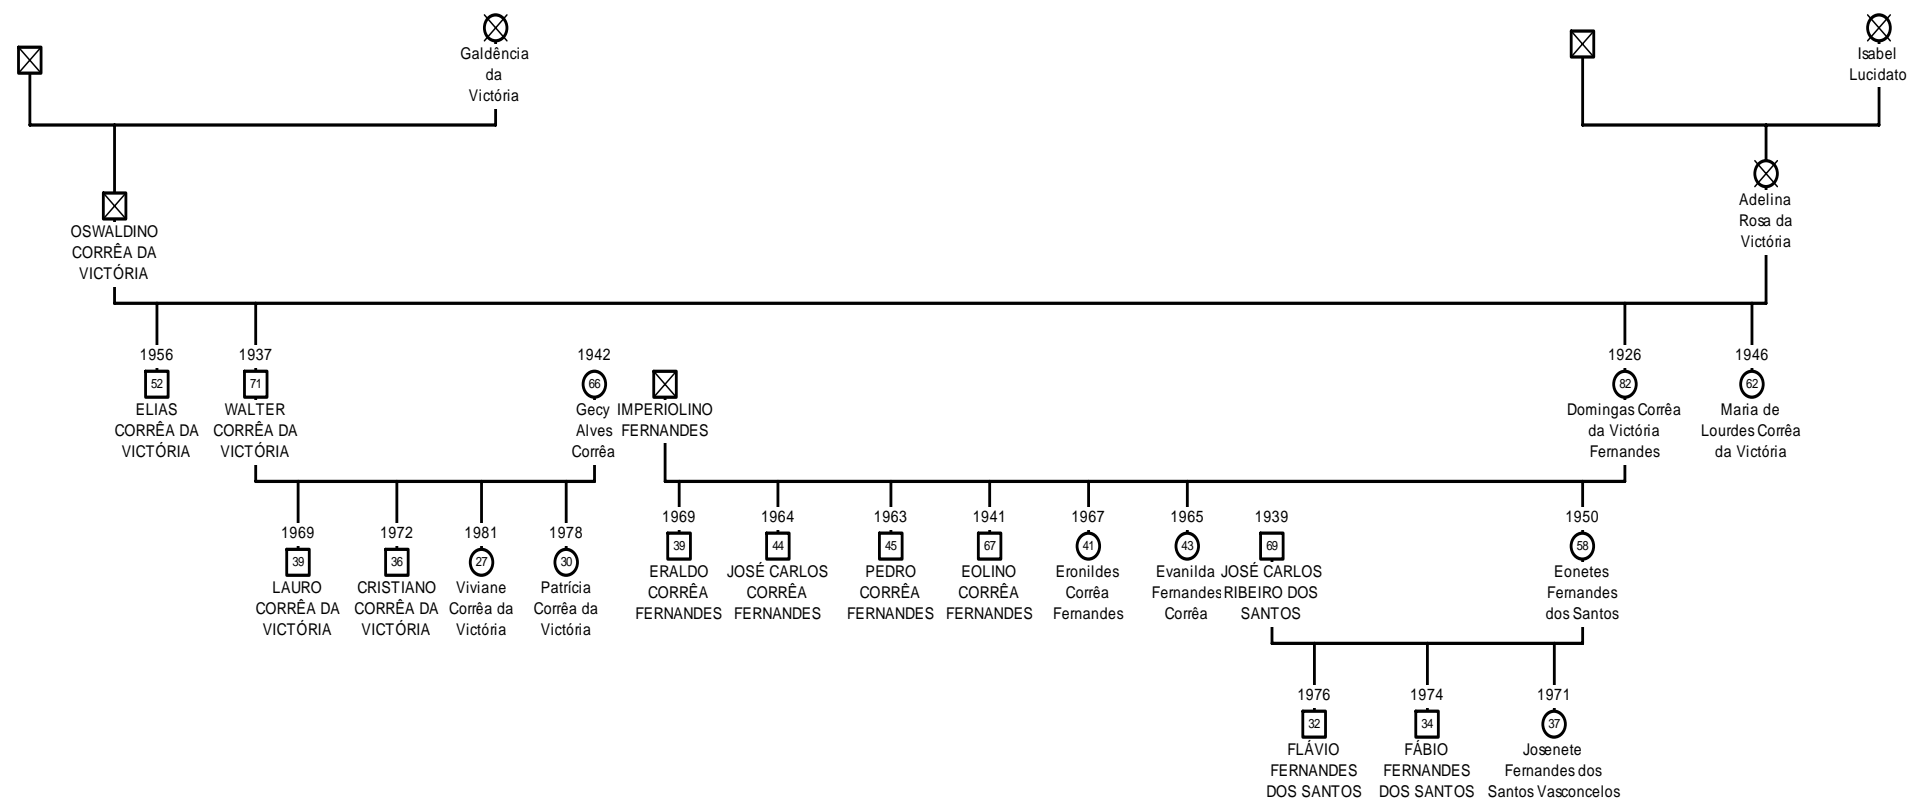 Galdência
da
Victória
Isabel
Lucidato
OSWALDINO
CORRÊA DA
VICTÓRIA
Adelina
Rosa da
Victória
1956
52
ELIAS
CORRÊA DA
VICTÓRIA
1937
71
WALTER
CORRÊA DA
VICTÓRIA
1942
66
Gecy
Alves
Corrêa
IMPERIOLINO
FERNANDES
1926
82
Domingas Corrêa
da Victória
Fernandes
1946
62
Maria de
Lourdes Corrêa
da Victória
1969
39
LAURO
CORRÊA DA
VICTÓRIA
1972
36
CRISTIANO
CORRÊA DA
VICTÓRIA
1981
27
Viviane
Corrêa da
Victória
1978
30
Patrícia
Corrêa da
Victória
1969
39
ERALDO
CORRÊA
FERNANDES
1964
44
JOSÉ CARLOS
CORRÊA
FERNANDES
1963
45
PEDRO
CORRÊA
FERNANDES
1941
67
EOLINO
CORRÊA
FERNANDES
1967
41
Eronildes
Corrêa
Fernandes
1965
43
Evanilda
Fernandes
Corrêa
1939
69
JOSÉ CARLOS
RIBEIRO DOS
SANTOS
1950
58
Eonetes
Fernandes
dos Santos
1976
32
FLÁVIO
FERNANDES
DOS SANTOS
1974
34
FÁBIO
FERNANDES
DOS SANTOS
1971
37
Josenete
Fernandes dos
Santos Vasconcelos